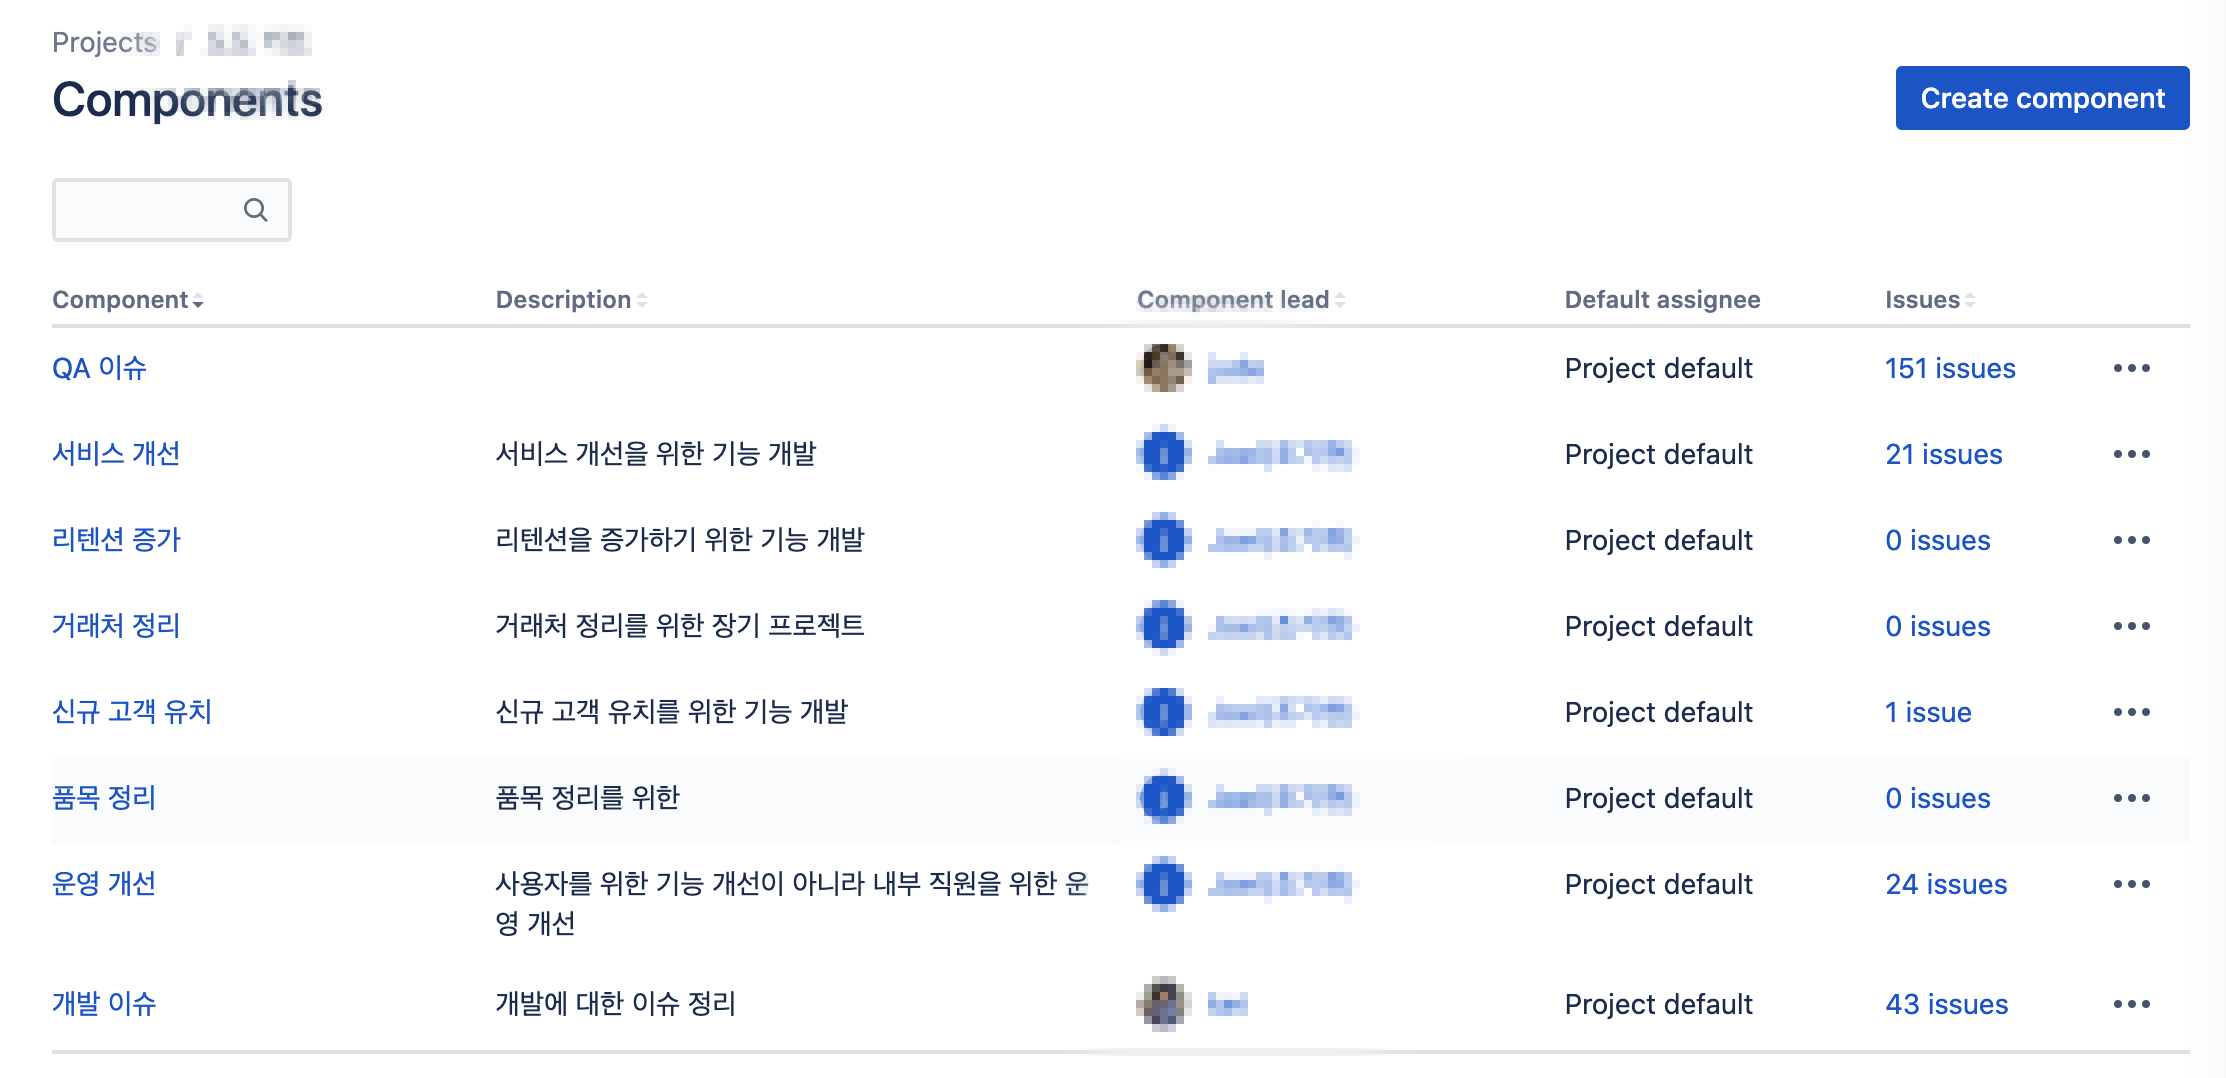 Projects /
Components
Create component
Component Description Component lead Default assignee Issues
QA 이슈 Project default 151 issues
서비스 개선 서비스 개선을 위한 기능 개발 Project default 21 issues
리텐션 증가 리텐션을 증가하기 위한 기능 개발 Project default 0 issues
거래처 정리 거래처 정리를 위한 장기 프로젝트 Project default 0 issues
신규 고객 유치 신규 고객 유치를 위한 기능 개발 Project default 1 issue
품목 정리 품목 정리를 위한 Project default 0 issues
운영 개선 사용자를 위한 기능 개선이 아니라 내부 직원을 위한 운 Project default 24 issues
영 개선
개발 이슈 개발에 대한 이슈 정리 Project default 43 issues